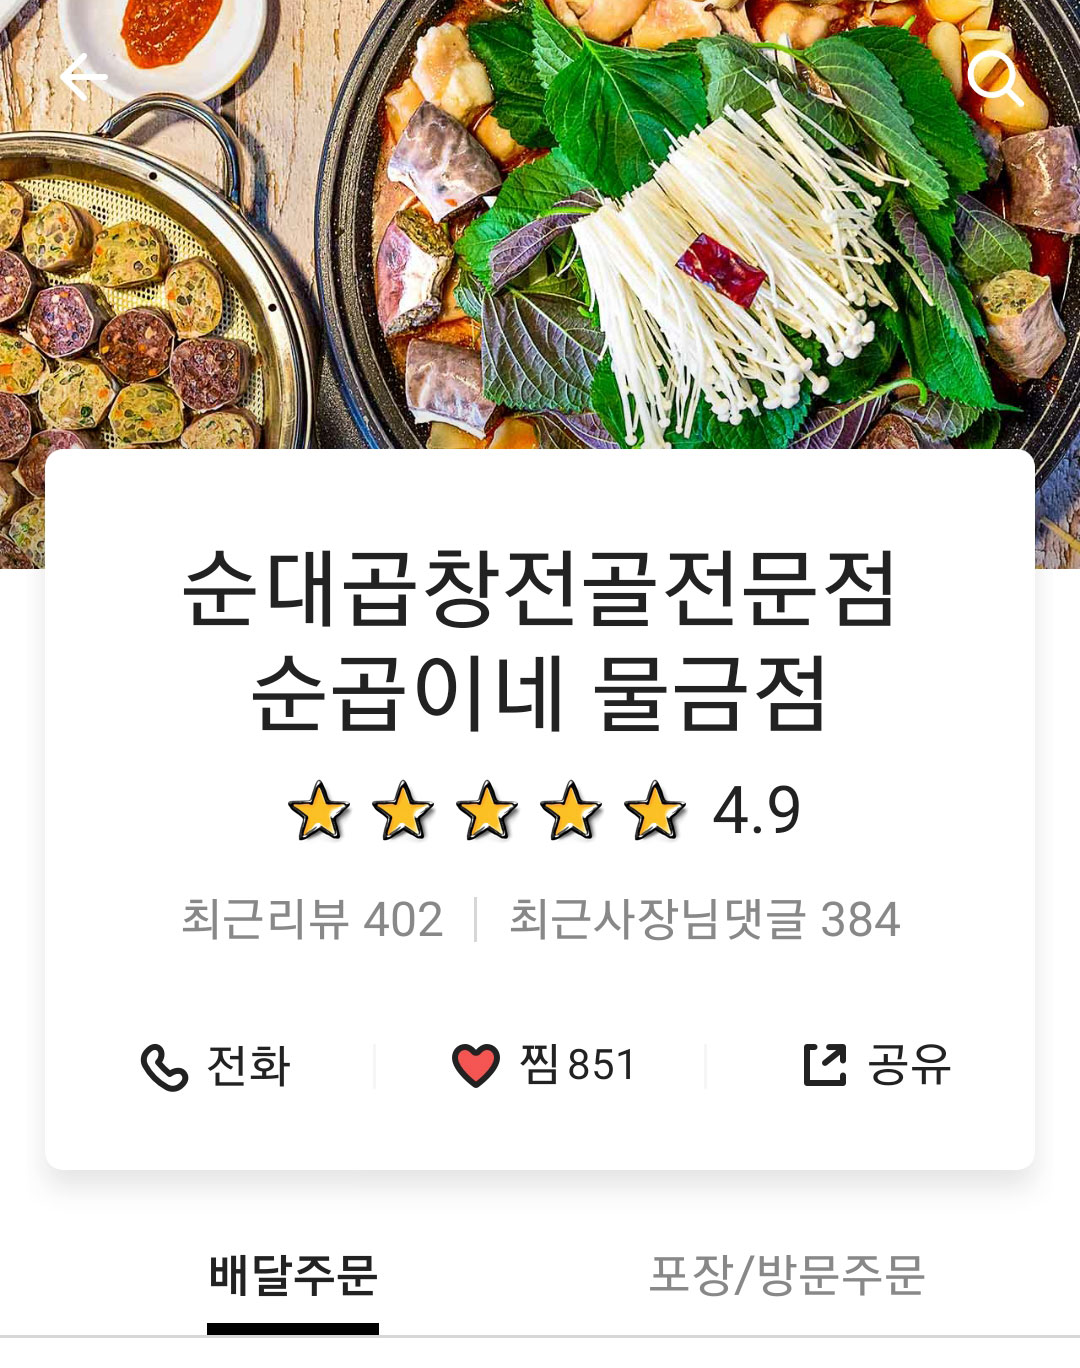 순대곱창전골전문점
순곱이네 물금점
4.9
최근리뷰 402 | 최근사장님댓글 384
전화
찜 851
공유
배달주문
포장/방문주문